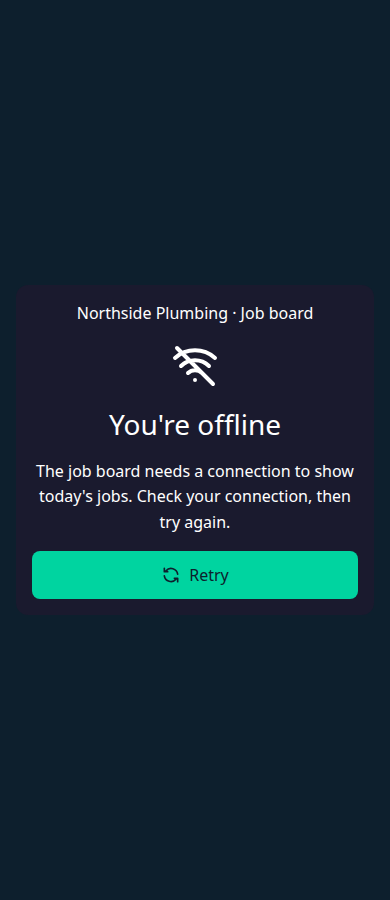 Northside Plumbing · Job board
You're offline
The job board needs a connection to show
today's jobs. Check your connection, then
try again.
Retry